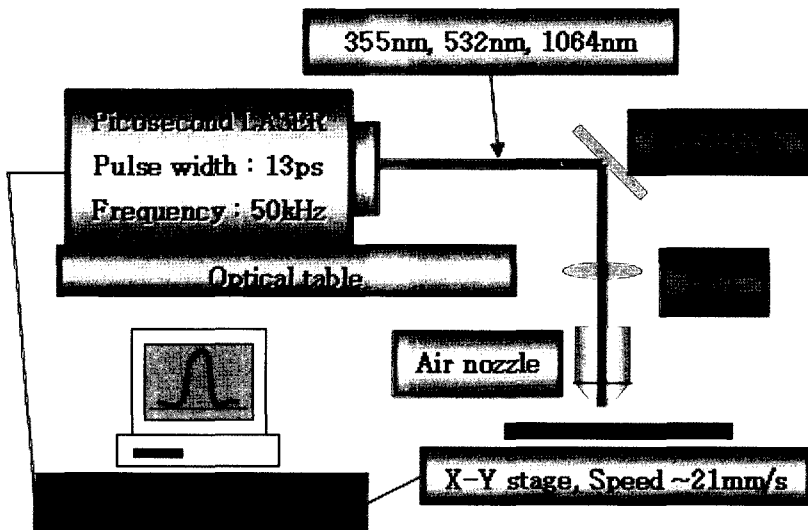 355nm, 532nm, 1064nm
Picosecond LASER
Pulse width : 13ps
Frequency : 50kHz
Optical table
Air nozzle
X-Y stage, Speed ~21mm/s